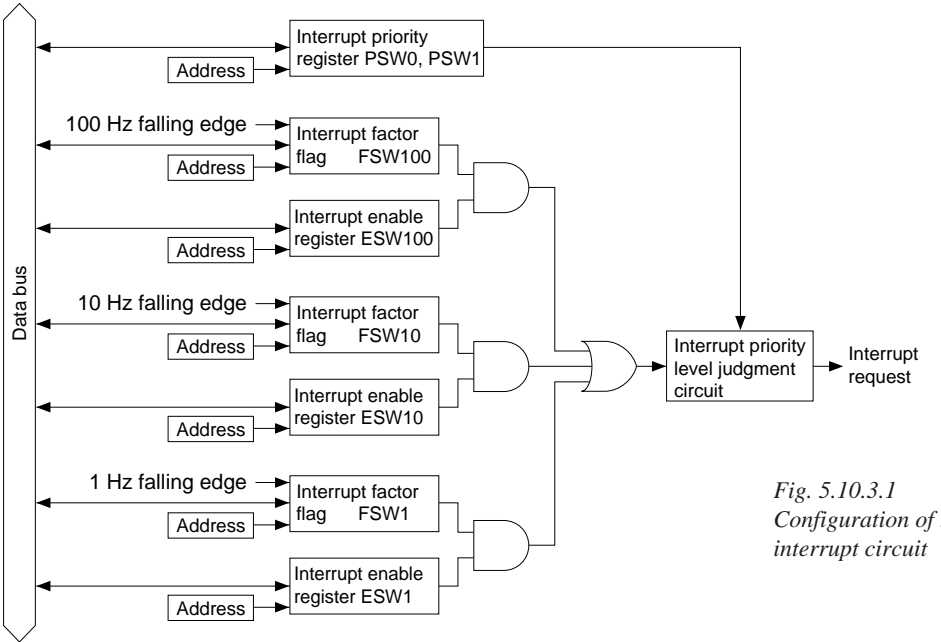 Interrupt priority
register PSW0, PSW1
Address
100 Hz falling edge
Interrupt factor
flag FSW100
Address
Interrupt enable
register ESW100
Address
Data bus
10 Hz falling edge
Interrupt factor
flag FSW10
Address
Interrupt enable
register ESW10
Address
Interrupt priority
level judgment
circuit
Interrupt
request
1 Hz falling edge
Interrupt factor
flag FSW1
Address
Interrupt enable
register ESW1
Address
Fig. 5.10.3.1
Configuration of
interrupt circuit